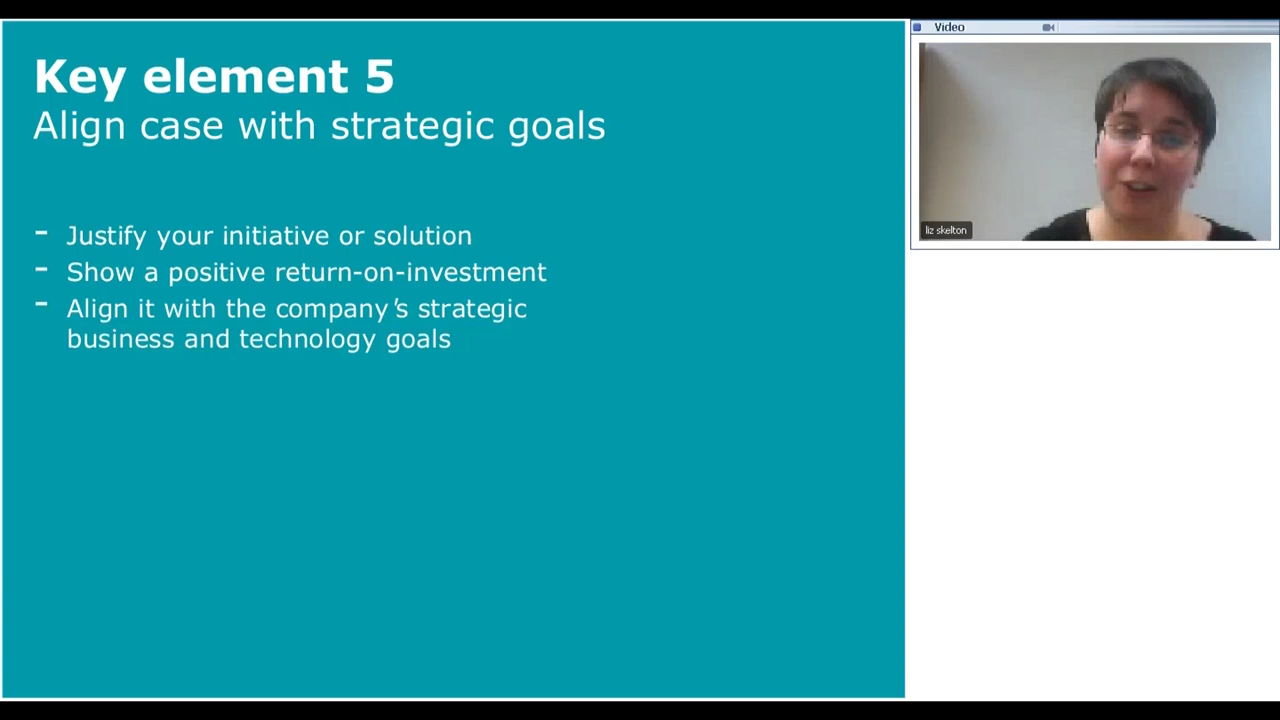 Key element 5
Align case with strategic goals
- Justify your initiative or solution
- Show a positive return-on-investment
- Align it with the company's strategic
business and technology goals
Video
liz skelton